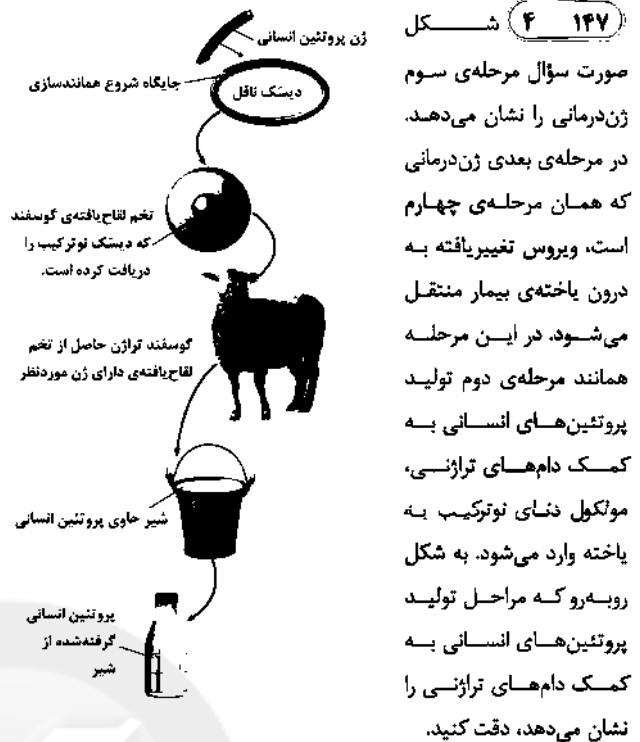 ۱۴۷ ۴ شکل
صورت سؤال مرحله‌ی سوم
ژن‌درمانی را نشان می‌دهد.
در مرحله‌ی بعدی ژن‌درمانی
که همان مرحله‌ی چهارم
است، ویروس تغییریافته به
درون یاخته‌ی بیمار منتقل
می‌شود. در این مرحله
همانند مرحله‌ی دوم تولید
پروتئین‌های انسانی به
کمک دام‌های تراژنی،
مولکول دنای نوترکیب به
یاخته وارد می‌شود. به شکل
روبه‌رو که مراحل تولید
پروتئین‌های انسانی به
کمک دام‌های تراژنی را
نشان می‌دهد، دقت کنید.
ژن پروتئین انسانی
جایگاه شروع همانندسازی
دیسک ناقل
تخم لقاح‌یافته‌ی گوسفند
که دیسک نوترکیب را
دریافت کرده است.
گوسفند تراژن حاصل از تخم
لقاح‌یافته‌ی دارای ژن موردنظر
شیر حاوی پروتئین انسانی
پروتئین انسانی
گرفته‌شده از
شیر